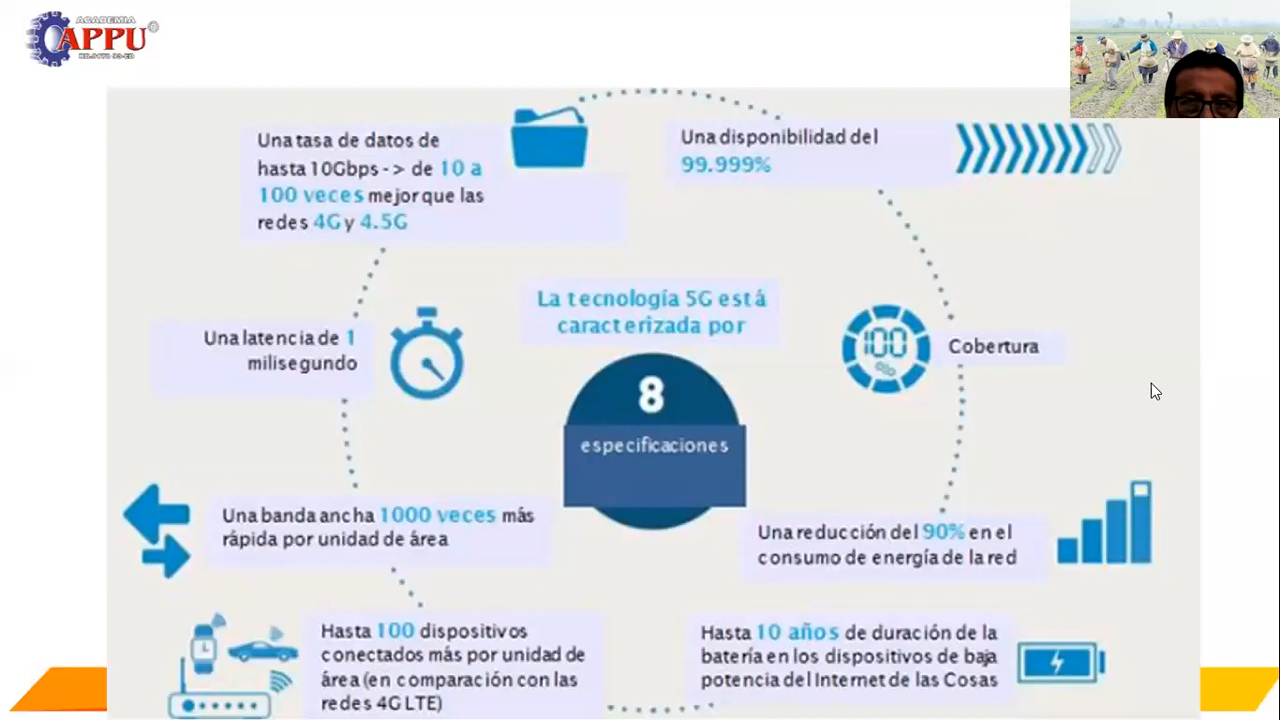 ACADEMIA
APPU
Una tasa de datos de
hasta 10Gbps -> de 10 a
100 veces mejor que las
redes 4G y 4.5G
Una disponibilidad del
99.999%
La tecnología 5G está
caracterizada por
8
especificaciones
Una latencia de 1
milisegundo
100
%
Cobertura
Una banda ancha 1000 veces más
rápida por unidad de área
Una reducción del 90% en el
consumo de energía de la red
Hasta 100 dispositivos
conectados más por unidad de
área (en comparación con las
redes 4G LTE)
Hasta 10 años de duración de la
batería en los dispositivos de baja
potencia del Internet de las Cosas